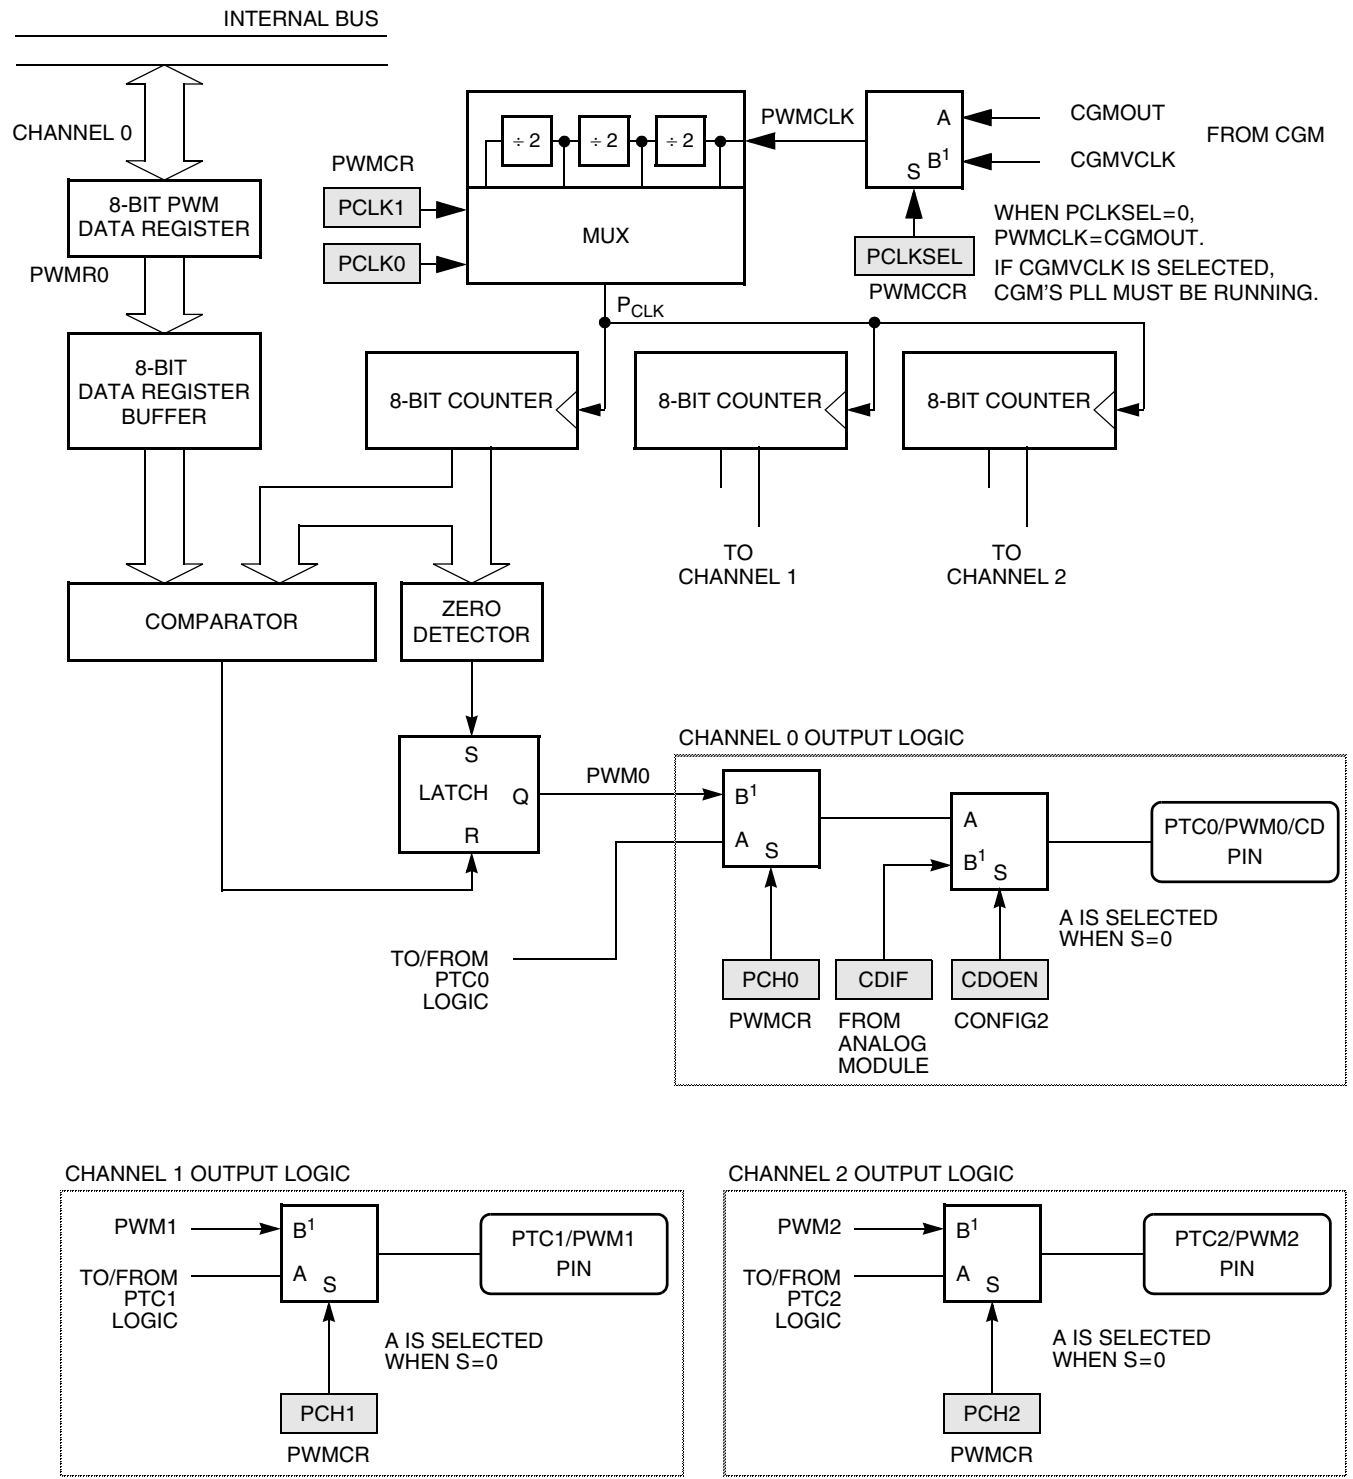 INTERNAL BUS
CHANNEL 0
8-BIT PWM
DATA REGISTER
PWMR0
8-BIT
DATA REGISTER
BUFFER
PWMCR
PCLK1
PCLK0
÷ 2
÷ 2
÷ 2
MUX
PWMCLK
A
B1
S
CGMOUT
CGMVCLK
FROM CGM
PCLKSEL
PWMCCR
WHEN PCLKSEL=0,
PWMCLK=CGMOUT.
IF CGMVCLK IS SELECTED,
CGM'S PLL MUST BE RUNNING.
PCLK
8-BIT COUNTER
8-BIT COUNTER
8-BIT COUNTER
TO
CHANNEL 1
TO
CHANNEL 2
COMPARATOR
ZERO
DETECTOR
S
LATCH
Q
R
PWM0
CHANNEL 0 OUTPUT LOGIC
B1
A
S
A
B1
S
PTC0/PWM0/CD
PIN
A IS SELECTED
WHEN S=0
TO/FROM
PTC0
LOGIC
PCH0
PWMCR
CDIF
FROM
ANALOG
MODULE
CDOEN
CONFIG2
CHANNEL 1 OUTPUT LOGIC
PWM1
TO/FROM
PTC1
LOGIC
B1
A
S
PTC1/PWM1
PIN
A IS SELECTED
WHEN S=0
PCH1
PWMCR
CHANNEL 2 OUTPUT LOGIC
PWM2
TO/FROM
PTC2
LOGIC
B1
A
S
PTC2/PWM2
PIN
A IS SELECTED
WHEN S=0
PCH2
PWMCR